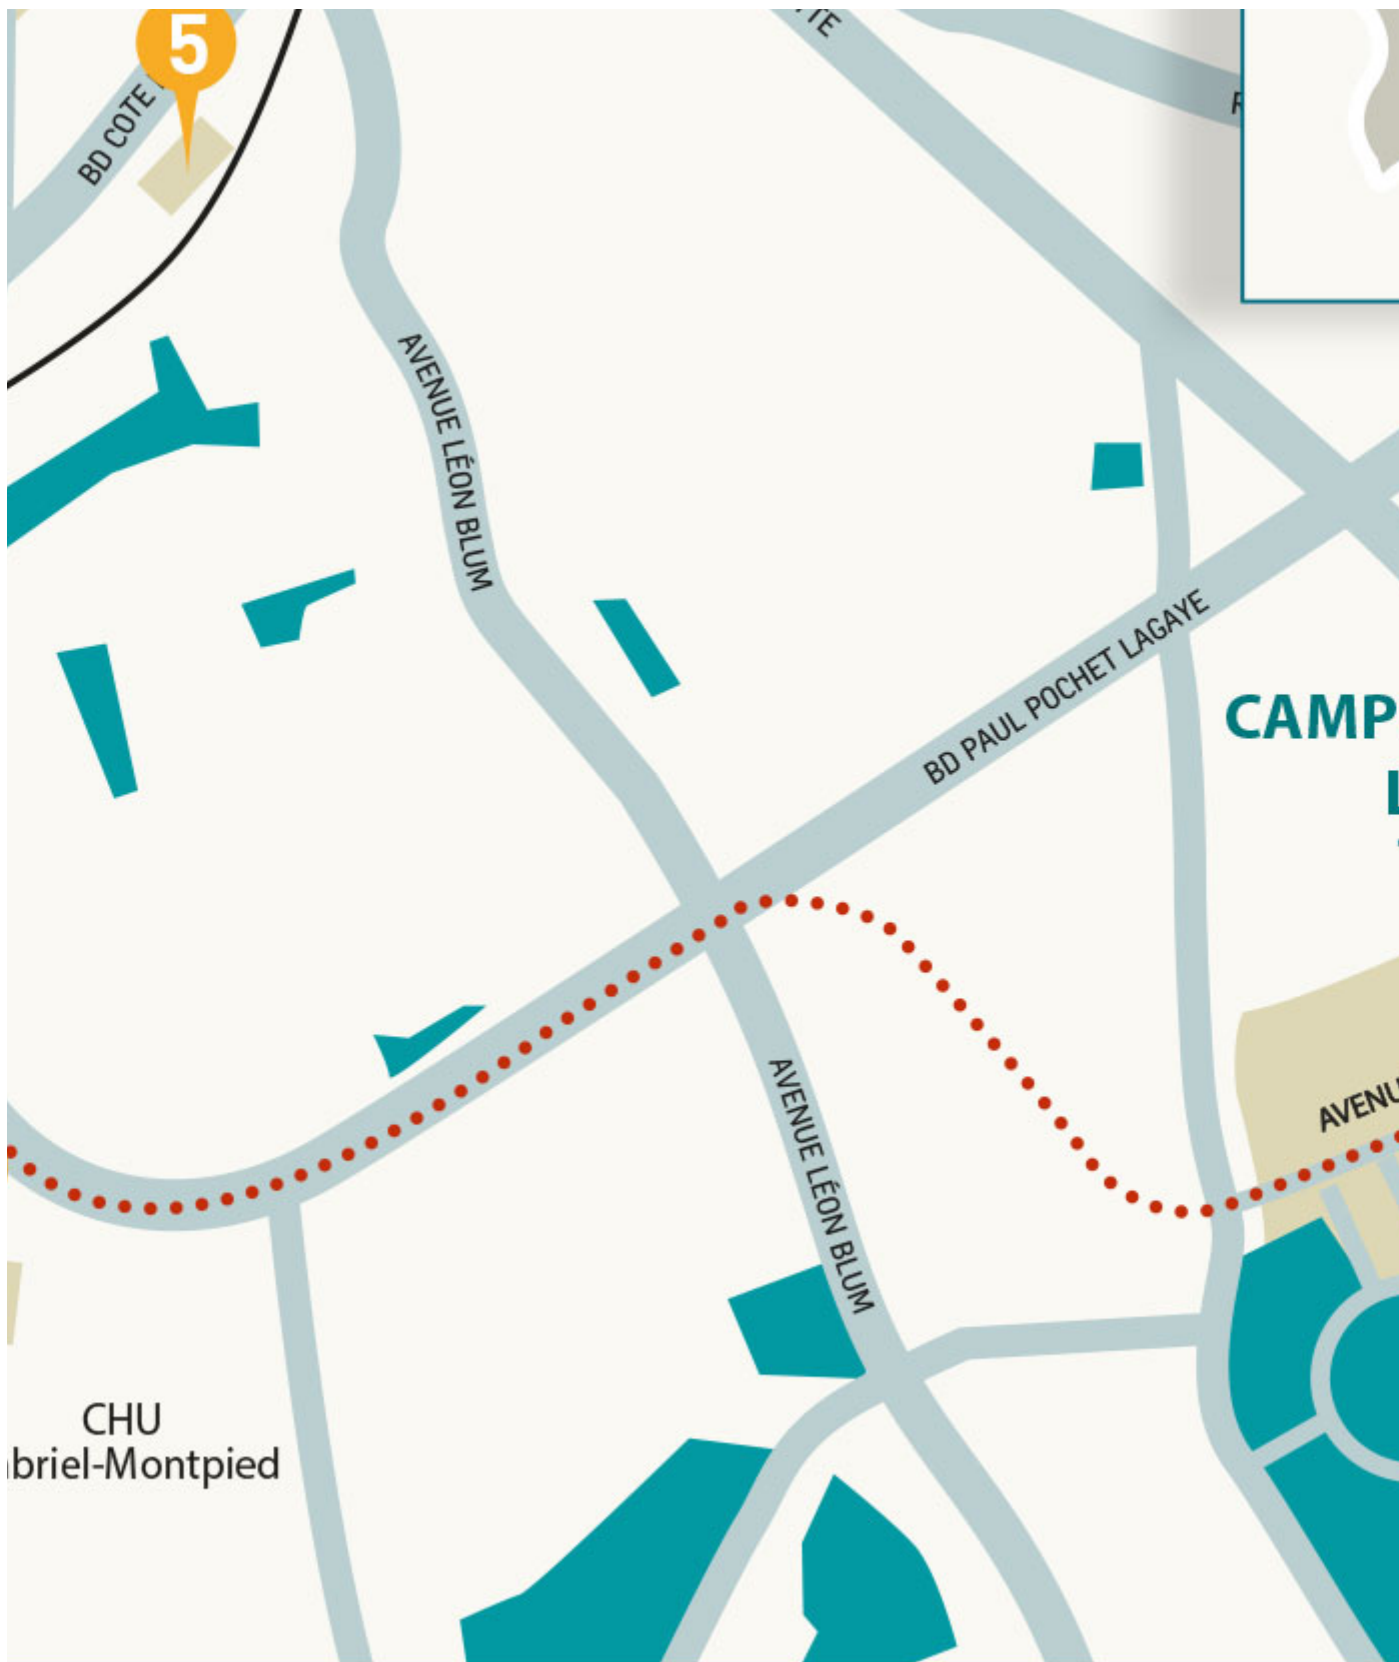 5
BD COTE
AVENUE LÉON BLUM
BD PAUL POCHET LAGAYE
CAMP
L
AVENUE LÉON BLUM
AVENU
CHU
briel-Montpied